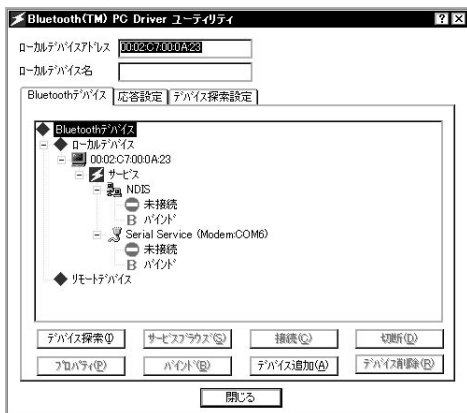 Bluetooth(TM) PC Driver ユーティリティ
ローカルデバイスアドレス 00:02:C7:00:0A:23
ローカルデバイス名
Bluetoothデバイス 応答設定 デバイス探索設定
Bluetoothデバイス
ローカルデバイス
00:02:C7:00:0A:23
サービス
NDIS
未接続
B バインド
Serial Service (Modem:COM6)
未接続
B バインド
リモートデバイス
デバイス探索(I) サービスブラウズ(S) 接続(C) 切断(D)
プロパティ(P) バインド(B) デバイス追加(A) デバイス削除(R)
閉じる